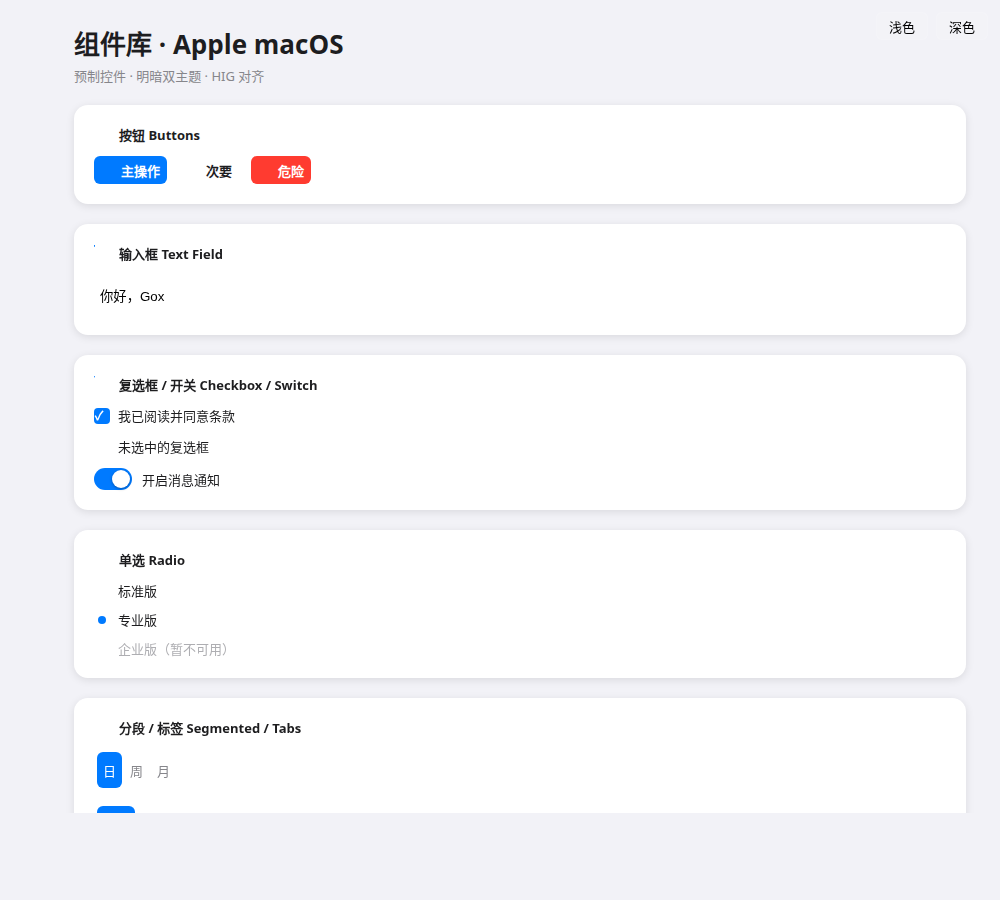 组件库 · Apple macOS
浅色 深色
预制控件 · 明暗双主题 · HIG 对齐
按钮 Buttons
主操作 次要 危险
输入框 Text Field
你好，Gox
复选框 / 开关 Checkbox / Switch
我已阅读并同意条款
未选中的复选框
开启消息通知
单选 Radio
标准版
专业版
企业版（暂不可用）
分段 / 标签 Segmented / Tabs
日 周 月